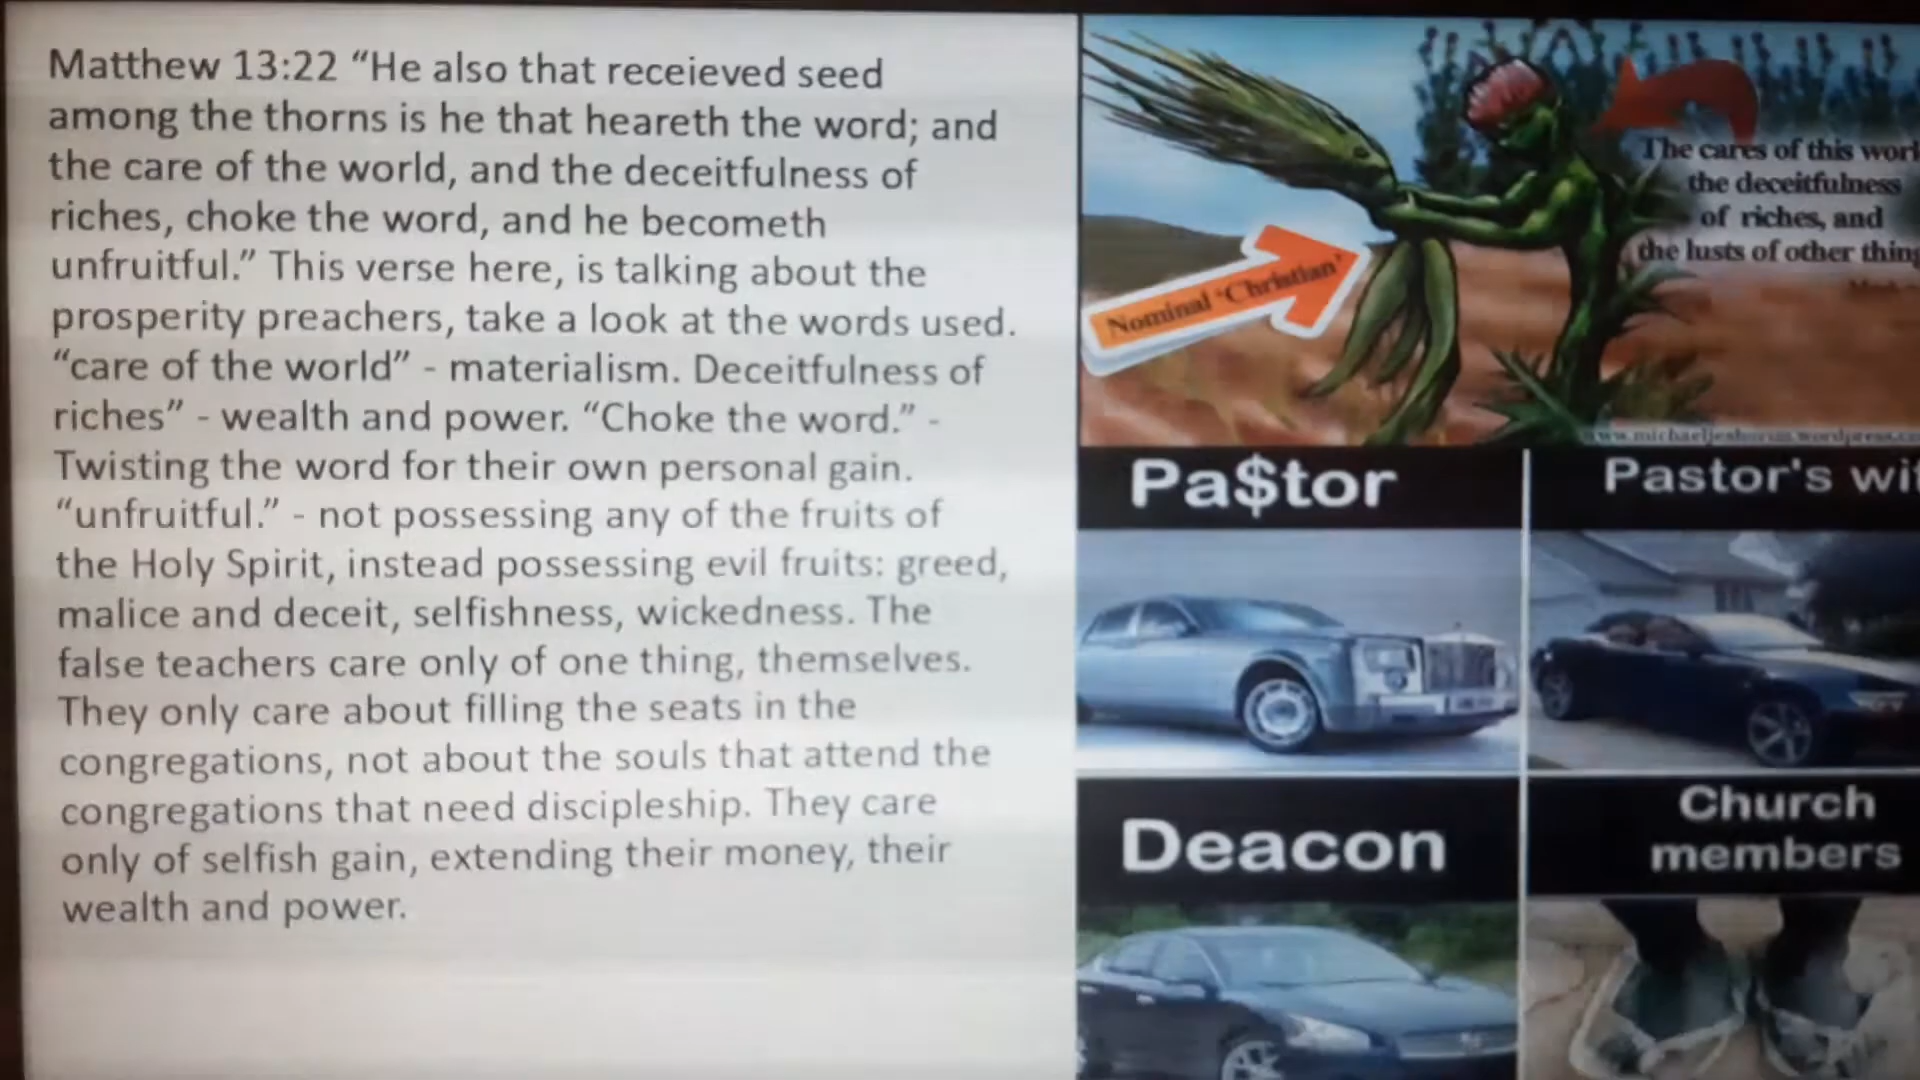 Matthew 13:22 “He also that receieved seed
among the thorns is he that heareth the word; and
the care of the world, and the deceitfulness of
riches, choke the word, and he becometh
unfruitful.” This verse here, is talking about the
prosperity preachers, take a look at the words used.
“care of the world” - materialism. Deceitfulness of
riches” - wealth and power. “Choke the word.” -
Twisting the word for their own personal gain.
“unfruitful.” - not possessing any of the fruits of
the Holy Spirit, instead possessing evil fruits: greed,
malice and deceit, selfishness, wickedness. The
false teachers care only of one thing, themselves.
They only care about filling the seats in the
congregations, not about the souls that attend the
congregations that need discipleship. They care
only of selfish gain, extending their money, their
wealth and power.
The cares of this worl
the deceitfulness
of riches, and
the lusts of other thing
Nominal ‘Christian’
Pa$tor
Pastor's wi
Deacon
Church
members